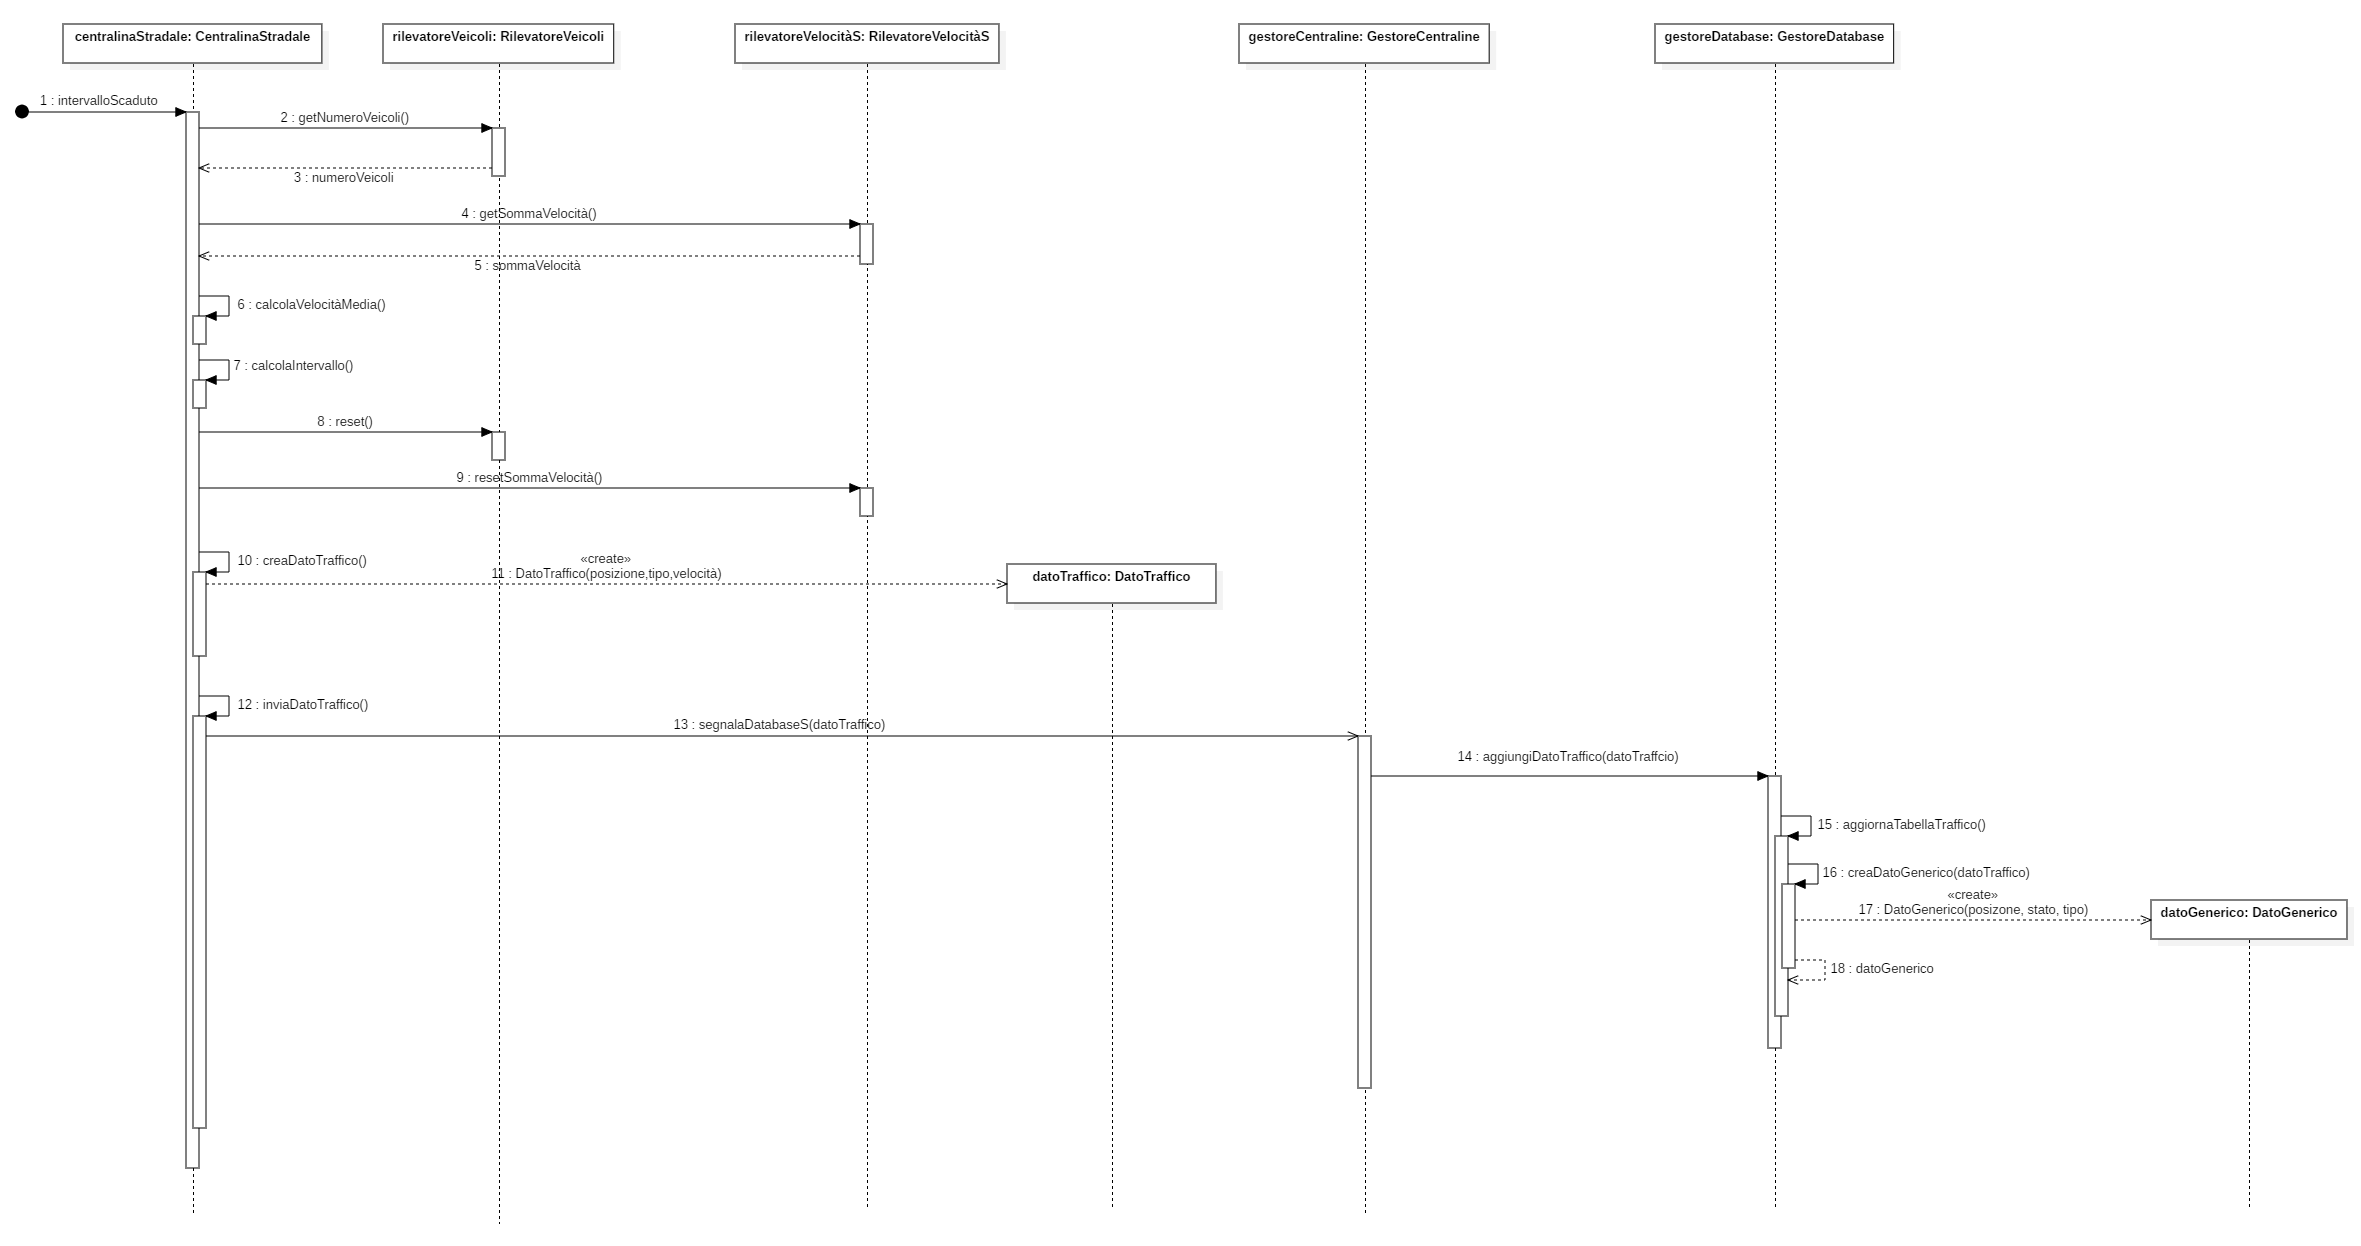 centralinaStradale: CentralinaStradale
rilevatoreVeicoli: RilevatoreVeicoli
rilevatoreVelocitàS: RilevatoreVelocitàS
gestoreCentraline: GestoreCentraline
gestoreDatabase: GestoreDatabase
1 : intervalloScaduto
2 : getNumeroVeicoli()
3 : numeroVeicoli
4 : getSommaVelocità()
5 : sommaVelocità
6 : calcolaVelocitàMedia()
7 : calcolaIntervallo()
8 : reset()
9 : resetSommaVelocità()
10 : creaDatoTraffico()
«create»
11 : DatoTraffico(posizione,tipo,velocità)
datoTraffico: DatoTraffico
12 : inviaDatoTraffico()
13 : segnalaDatabaseS(datoTraffico)
14 : aggiungiDatoTraffico(datoTraffcio)
15 : aggiornaTabellaTraffico()
16 : creaDatoGenerico(datoTraffico)
«create»
17 : DatoGenerico(posizone, stato, tipo)
datoGenerico: DatoGenerico
18 : datoGenerico